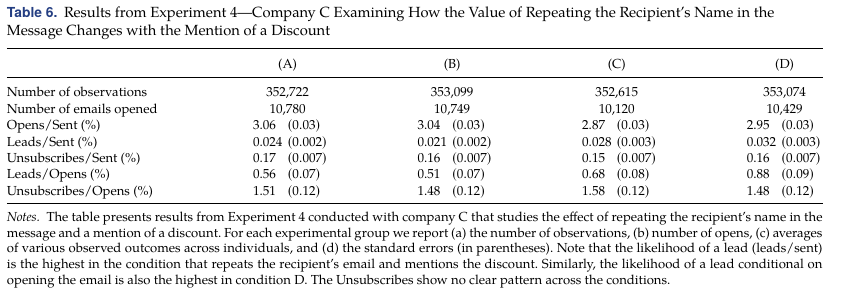 Table 6. Results from Experiment 4—Company C Examining How the Value of Repeating the Recipient's Name in the
Message Changes with the Mention of a Discount
(A) (B) (C) (D)
Number of observations 352,722 353,099 352,615 353,074
Number of emails opened 10,780 10,749 10,120 10,429
Opens/Sent (%) 3.06 (0.03) 3.04 (0.03) 2.87 (0.03) 2.95 (0.03)
Leads/Sent (%) 0.024 (0.002) 0.021 (0.002) 0.028 (0.003) 0.032 (0.003)
Unsubscribes/Sent (%) 0.17 (0.007) 0.16 (0.007) 0.15 (0.007) 0.16 (0.007)
Leads/Opens (%) 0.56 (0.07) 0.51 (0.07) 0.68 (0.08) 0.88 (0.09)
Unsubscribes/Opens (%) 1.51 (0.12) 1.48 (0.12) 1.58 (0.12) 1.48 (0.12)
Notes. The table presents results from Experiment 4 conducted with company C that studies the effect of repeating the recipient's name in the
message and a mention of a discount. For each experimental group we report (a) the number of observations, (b) number of opens, (c) averages
of various observed outcomes across individuals, and (d) the standard errors (in parentheses). Note that the likelihood of a lead (leads/sent)
is the highest in the condition that repeats the recipient's email and mentions the discount. Similarly, the likelihood of a lead conditional on
opening the email is also the highest in condition D. The Unsubscribes show no clear pattern across the conditions.